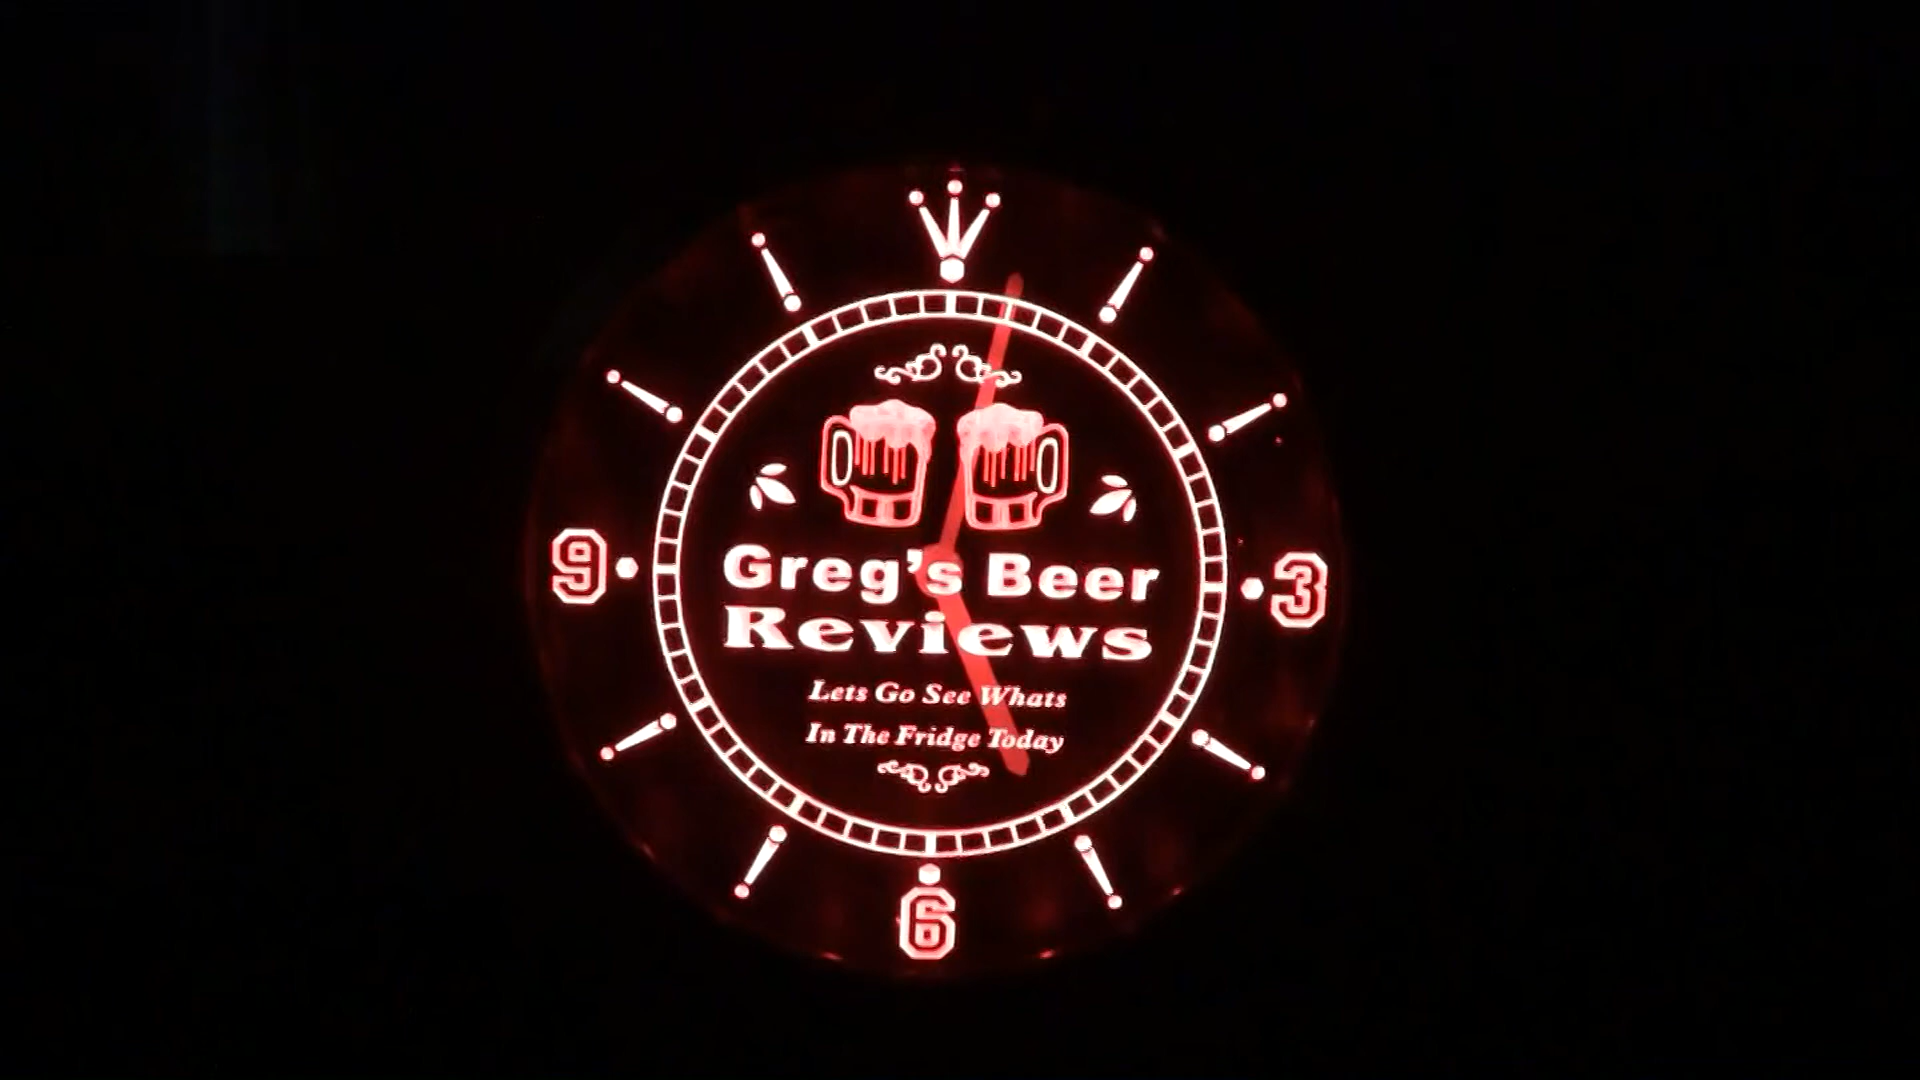 9
3
Greg's Beer
Reviews
Lets Go See Whats
In The Fridge Today
6